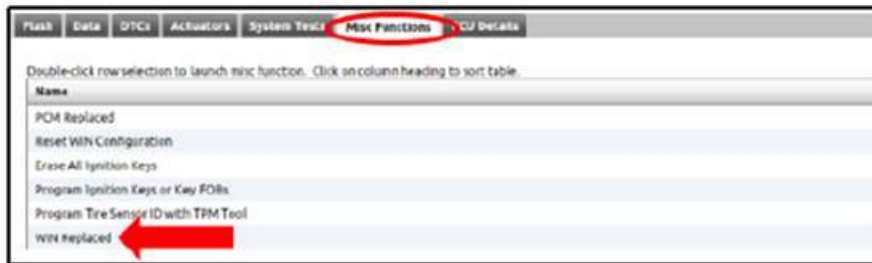 Flash Data DTCs Actuators System Tests Misc Functions ECU Details
Double-click row selection to launch misc function. Click on column heading to sort table.
Name
PCM Replaced
Reset WIN Configuration
Erase All Ignition Keys
Program Ignition Keys or Key FOBs
Program Tire Sensor ID with TPM Tool
WIN Replaced